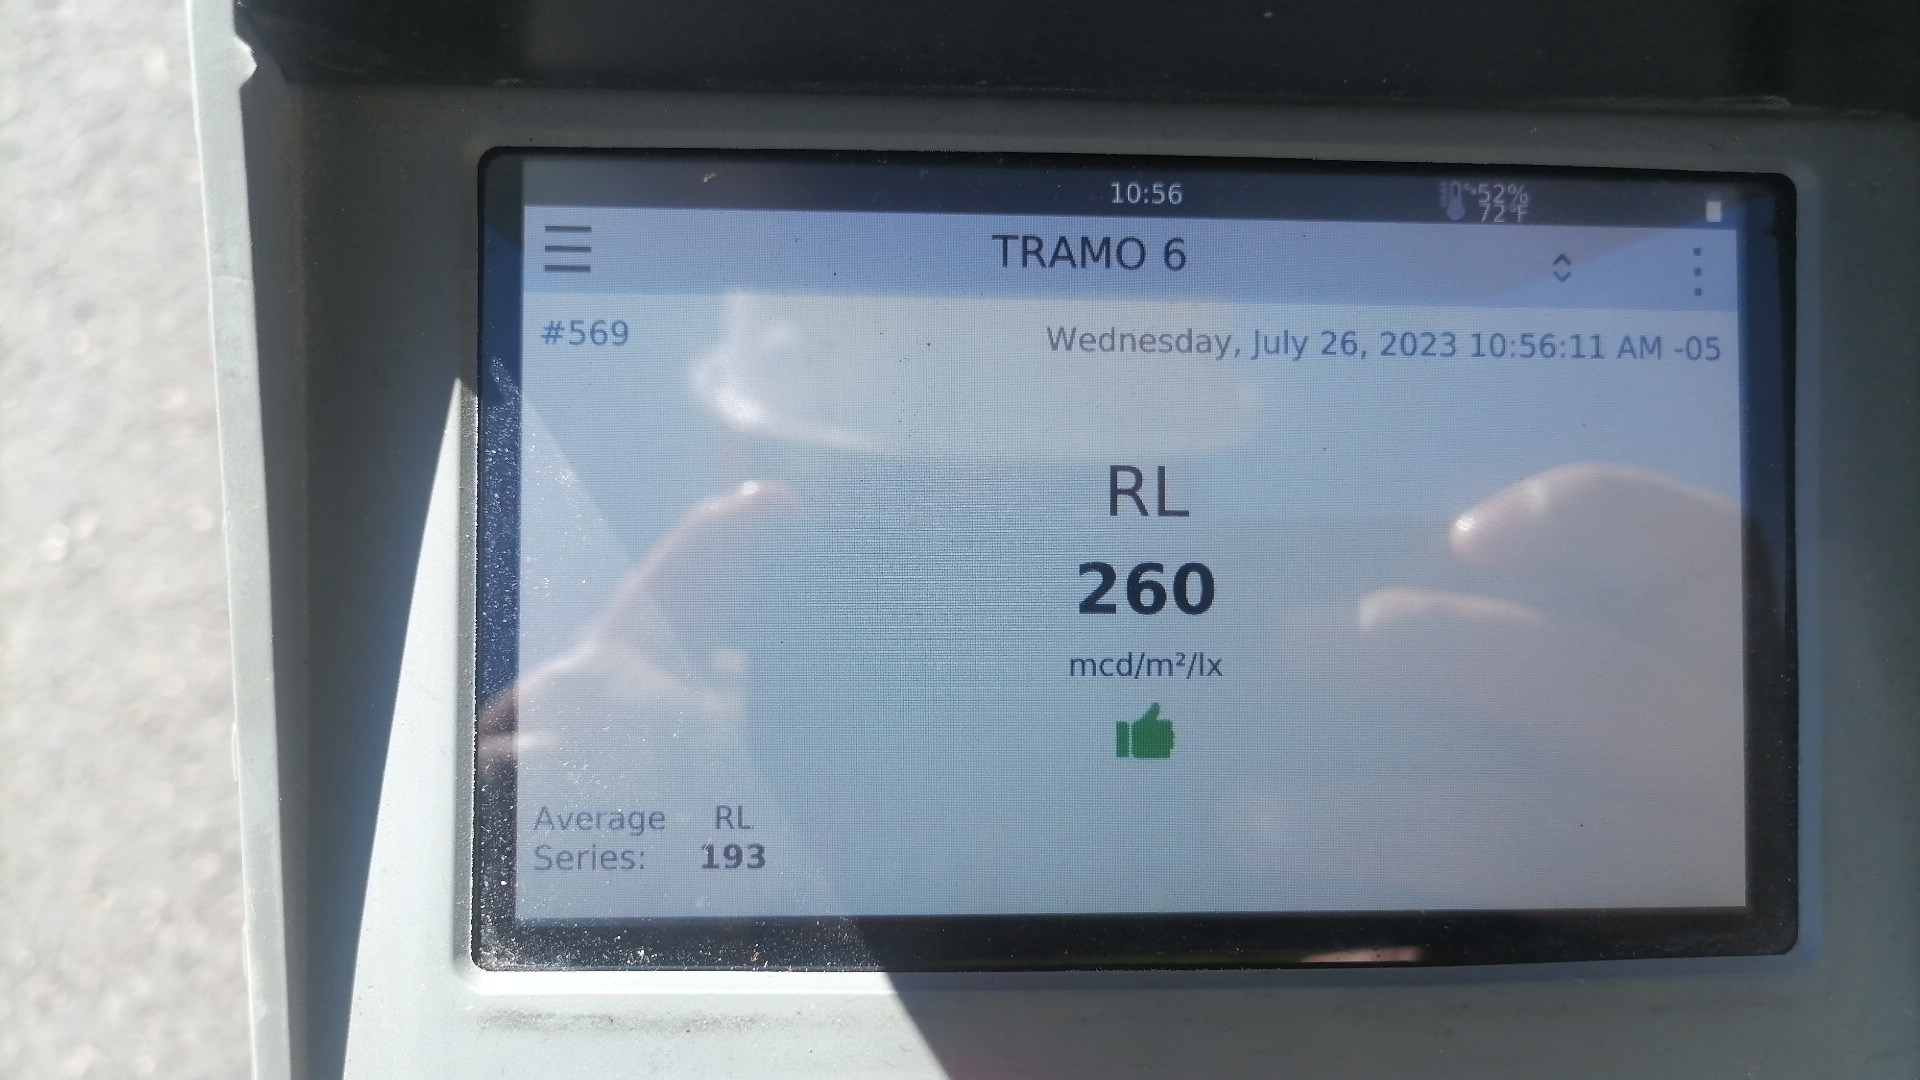 10:56
52%
72°F
TRAMO 6
#569
Wednesday, July 26, 2023 10:56:11 AM -05
RL
260
mcd/m²/lx
Average RL
Series: 193